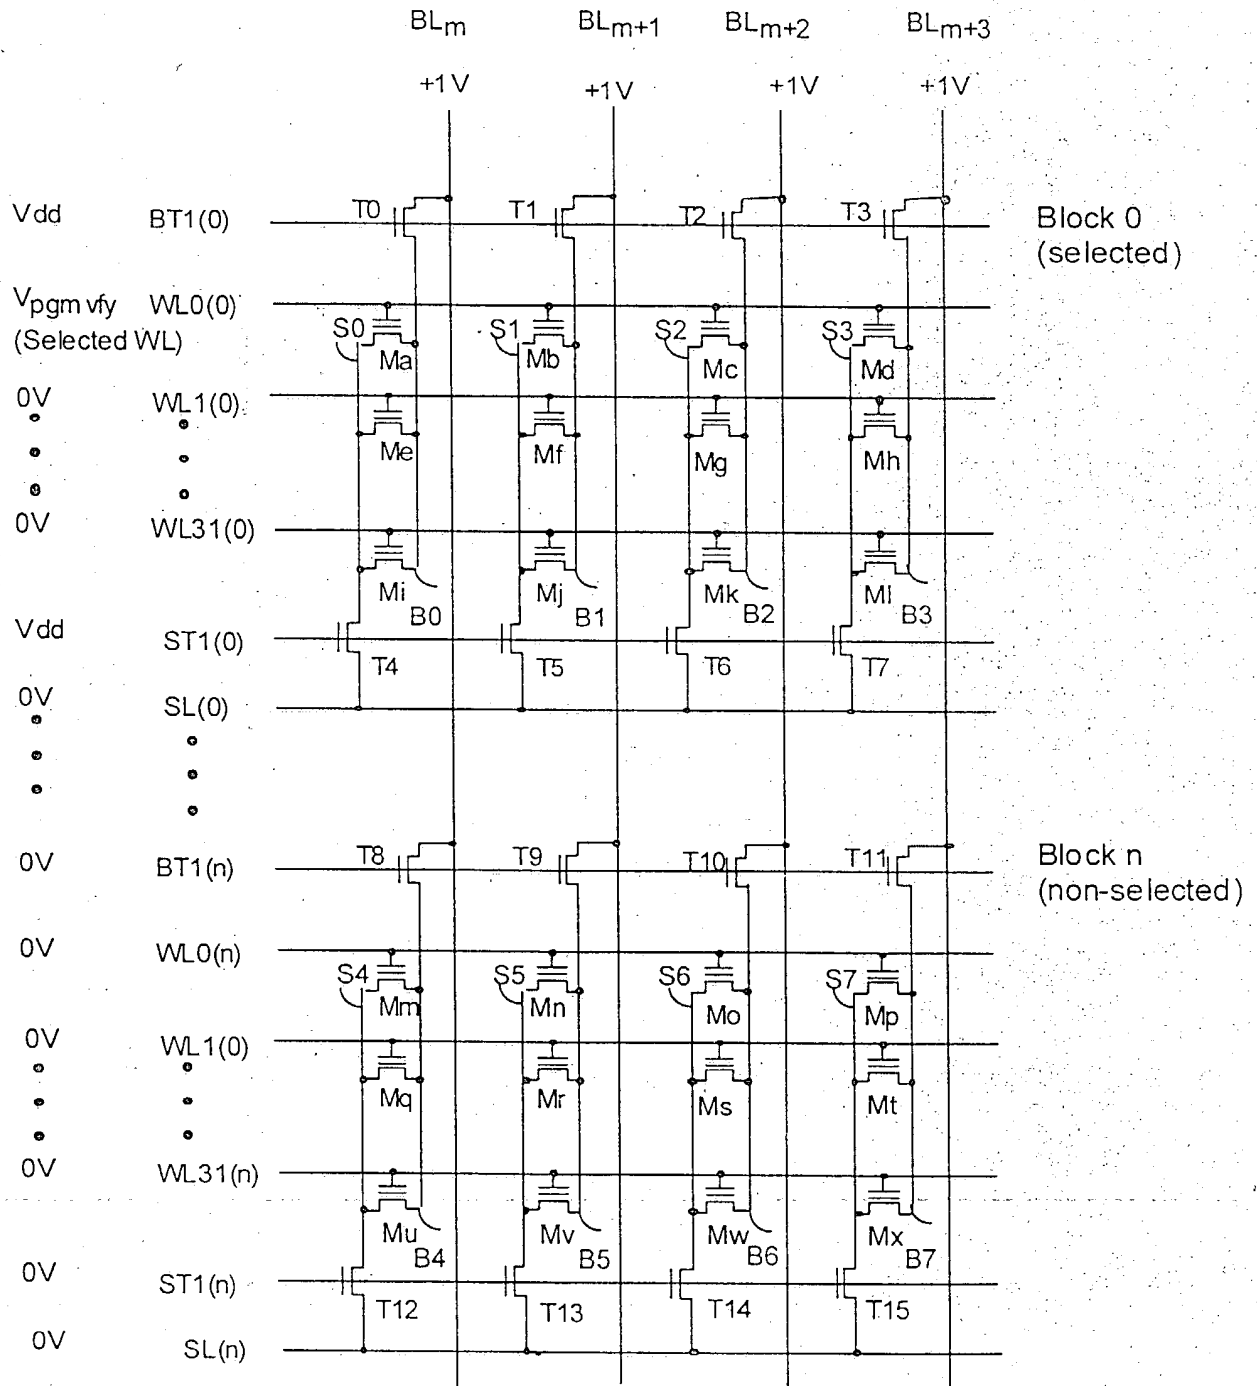 BLm BLm+1 BLm+2 BLm+3
+1V +1V +1V +1V
Vdd BT1(0) T0 T1 T2 T3 Block 0
(selected)
Vpgmvfy WL0(0)
(Selected WL) S0 S1 S2 S3
Ma Mb Mc Md
0V WL1(0)
Me Mf Mg Mh
0V WL31(0)
Mi Mj Mk Ml
B0 B1 B2 B3
Vdd ST1(0)
T4 T5 T6 T7
0V SL(0)
0V BT1(n) T8 T9 T10 T11 Block n
(non-selected)
0V WL0(n)
S4 S5 S6 S7
Mm Mn Mo Mp
0V WL1(0)
Mq Mr Ms Mt
0V WL31(n)
Mu Mv Mw Mx
B4 B5 B6 B7
0V ST1(n)
T12 T13 T14 T15
0V SL(n)